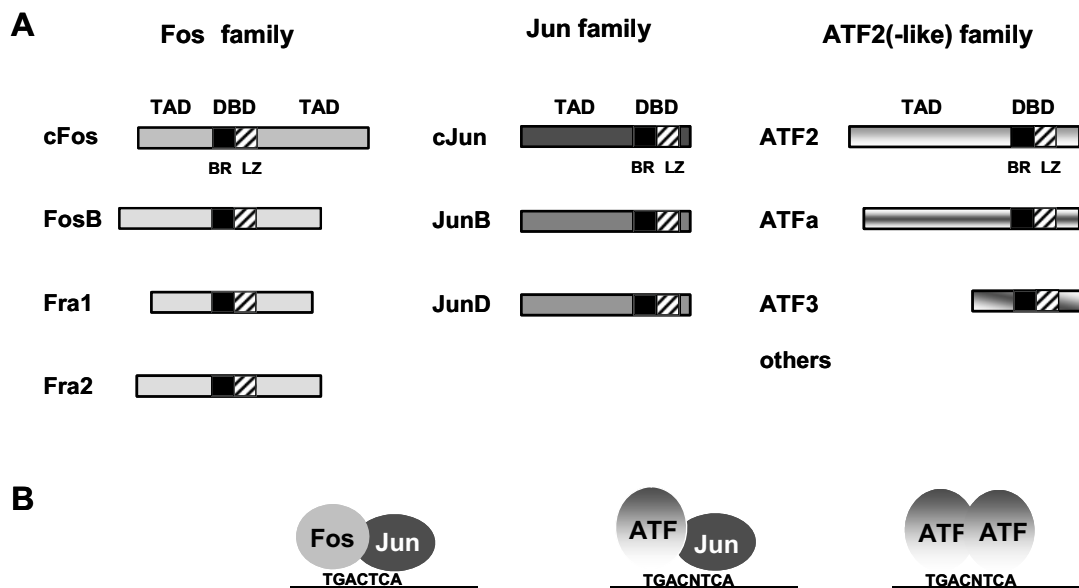 A
Fos family
Jun family
ATF2(-like) family
TAD DBD TAD
TAD DBD
TAD DBD
cFos
cJun
ATF2
BR LZ
BR LZ
BR LZ
FosB
JunB
ATFa
Fra1
JunD
ATF3
others
Fra2
B
Fos Jun
ATF Jun
ATF ATF
TGACTCA
TGACNTCA
TGACNTCA